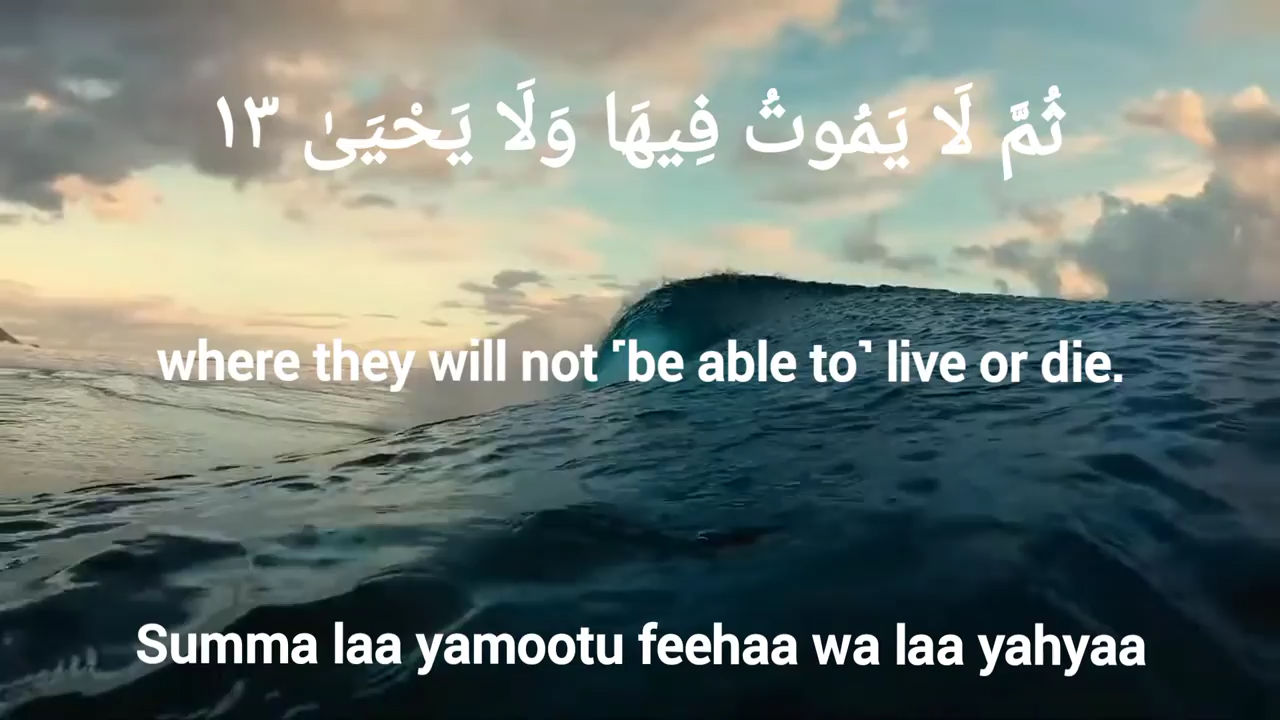 ثُمَّ لَا يَمُوتُ فِيهَا وَلَا يَحْيَىٰ ١٣
where they will not ˹be able to˺ live or die.
Summa laa yamootu feehaa wa laa yahyaa